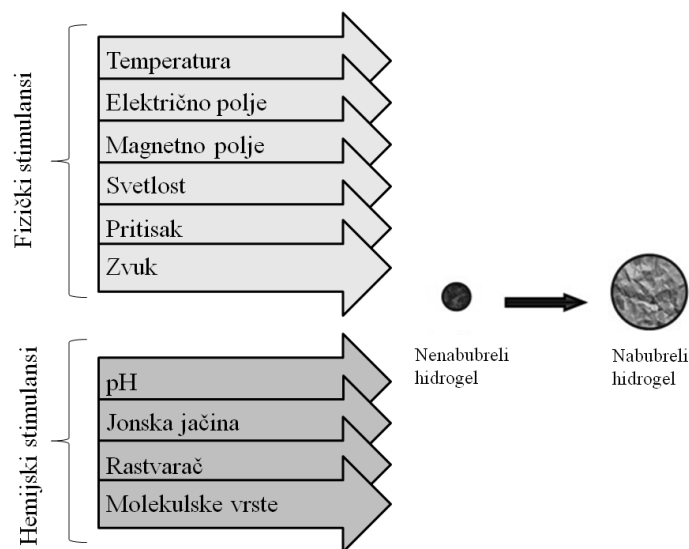 Fizički stimulansi
Temperatura
Električno polje
Magnetno polje
Svetlost
Pritisak
Zvuk
Hemijski stimulansi
pH
Jonska jačina
Rastvarač
Molekulske vrste
Nenabubreli
hidrogel
Nabubreli
hidrogel